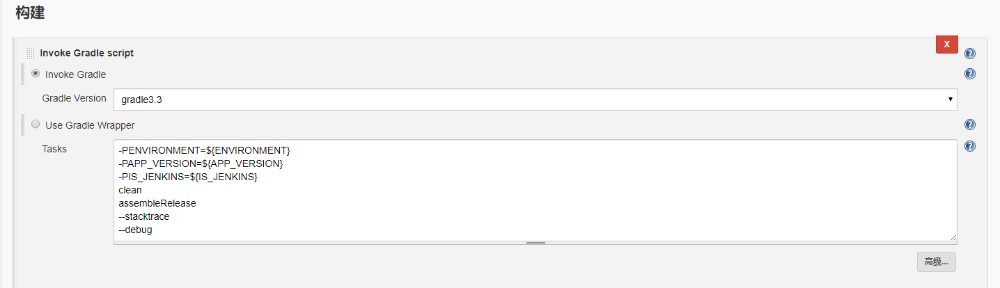 构建
Invoke Gradle script
X
Invoke Gradle
Gradle Version
gradle3.3
Use Gradle Wrapper
Tasks
-PENVIRONMENT=${ENVIRONMENT}
-PAPP_VERSION=${APP_VERSION}
-PIS_JENKINS=${IS_JENKINS}
clean
assembleRelease
--stacktrace
--debug
高级...